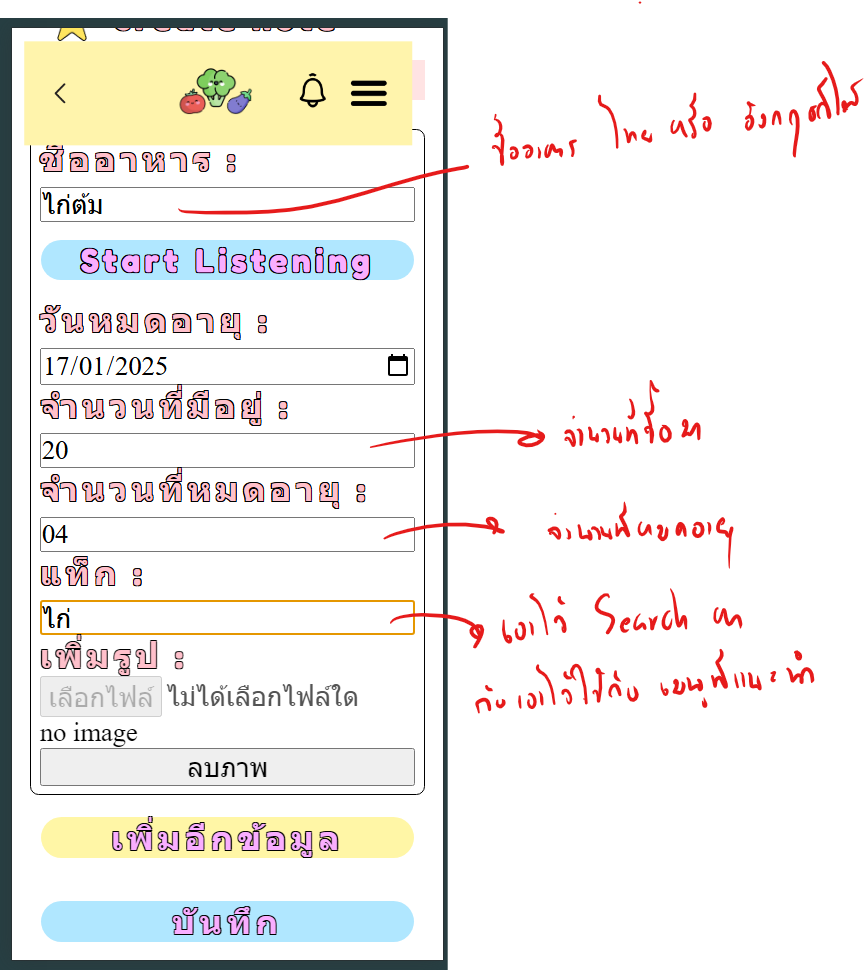 Create Note
ชื่ออาหาร :
ไก่ต้ม
ชื่ออาหาร ไทย หรือ อังกฤษก็ได้
Start Listening
วันหมดอายุ :
17/01/2025
จำนวนที่มีอยู่ :
20
จำนวนที่ซื้อมา
จำนวนที่หมดอายุ :
04
จำนวนที่หมดอายุ
แท็ก :
ไก่
เอาไว้ Search หา
กับเอาไว้ใช้กับ เมนูที่แนะนำ
เพิ่มรูป :
เลือกไฟล์ ไม่ได้เลือกไฟล์ใด
no image
ลบภาพ
เพิ่มอีกข้อมูล
บันทึก